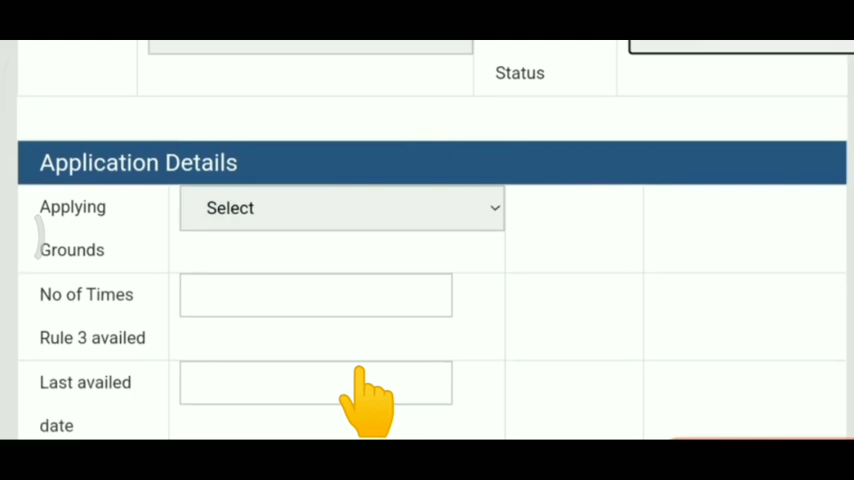 Status
Application Details
Applying
Grounds
Select
No of Times
Rule 3 availed
Last availed
date